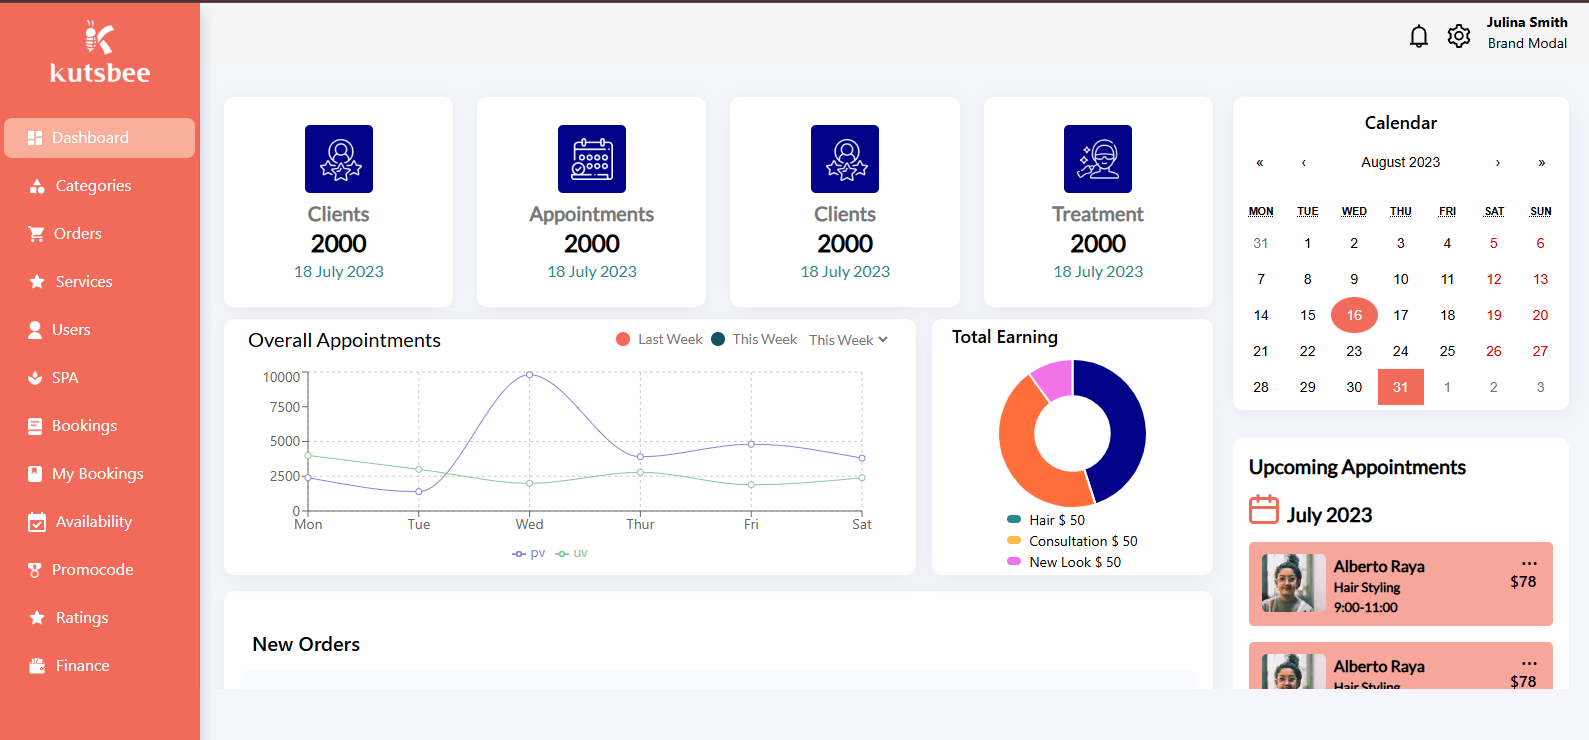 kutsbee
Dashboard
Categories
Orders
Services
Users
SPA
Bookings
My Bookings
Availability
Promocode
Ratings
Finance
Julina Smith
Brand Modal
Clients
2000
18 July 2023
Appointments
2000
18 July 2023
Clients
2000
18 July 2023
Treatment
2000
18 July 2023
Overall Appointments
Last Week This Week This Week
10000
7500
5000
2500
0
Mon Tue Wed Thur Fri Sat
pv uv
Total Earning
Hair $ 50
Consultation $ 50
New Look $ 50
New Orders
Calendar
« ‹ August 2023 › »
MON TUE WED THU FRI SAT SUN
31 1 2 3 4 5 6
7 8 9 10 11 12 13
14 15 16 17 18 19 20
21 22 23 24 25 26 27
28 29 30 31 1 2 3
Upcoming Appointments
July 2023
Alberto Raya ...
Hair Styling $78
9:00-11:00
Alberto Raya ...
Hair Styling $78